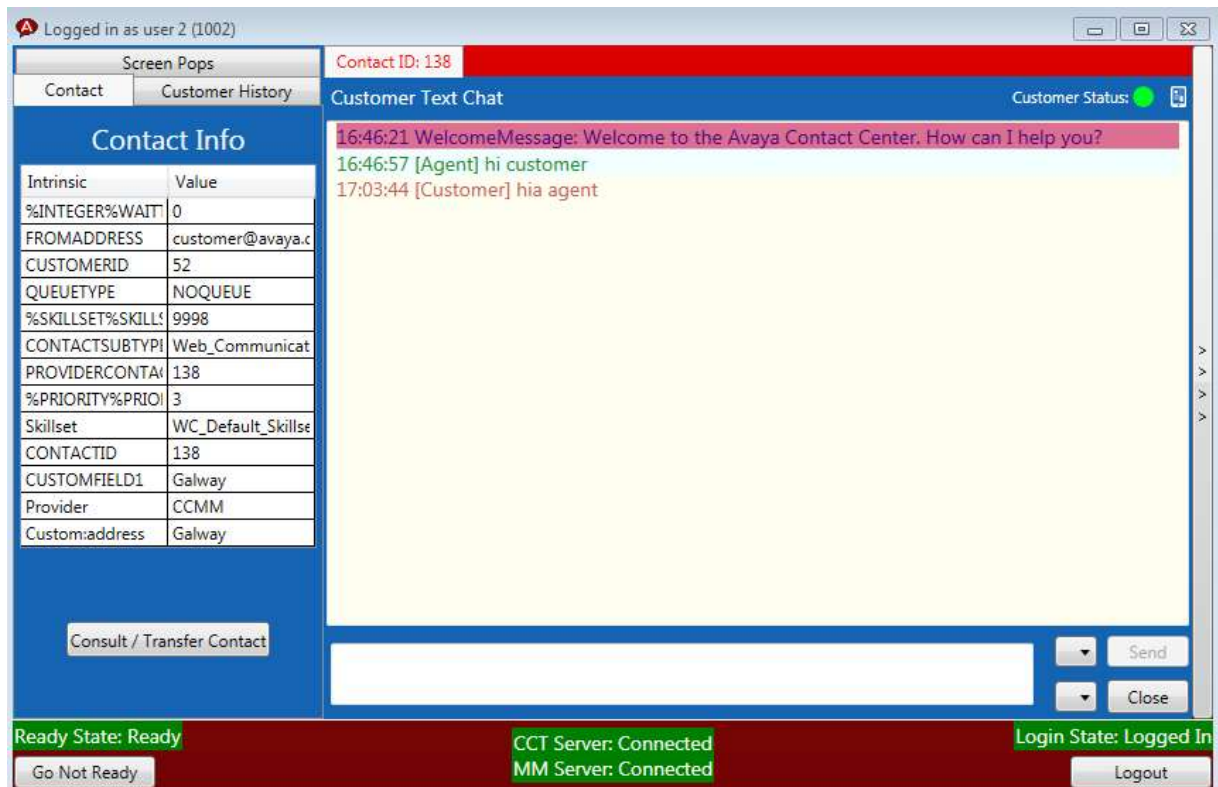 Logged in as user 2 (1002)
Screen Pops
Contact Customer History
Contact Info
Intrinsic Value
%INTEGER%WAIT 0
FROMADDRESS customer@avaya.c
CUSTOMERID 52
QUEUETYPE NOQUEUE
%SKILLSET%SKILL 9998
CONTACTSUBTYP Web_Communicat
PROVIDERCONTA 138
%PRIORITY%PRIO 3
Skillset WC_Default_Skillse
CONTACTID 138
CUSTOMFIELD1 Galway
Provider CCMM
Custom:address Galway
Consult / Transfer Contact
Contact ID: 138
Customer Text Chat Customer Status:
16:46:21 WelcomeMessage: Welcome to the Avaya Contact Center. How can I help you?
16:46:57 [Agent] hi customer
17:03:44 [Customer] hia agent
>
>
>
>
Send
Close
Ready State: Ready
Go Not Ready
CCT Server: Connected
MM Server: Connected
Login State: Logged In
Logout